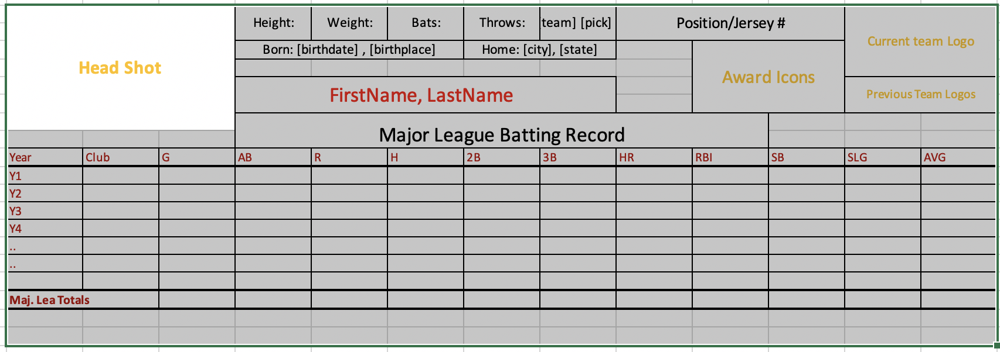 Height: Weight: Bats: Throws: [team] [pick] Position/Jersey #
Current team Logo
Born: [birthdate] , [birthplace] Home: [city], [state]
Head Shot
Award Icons
FirstName, LastName
Previous Team Logos
Major League Batting Record
Year Club G AB R H 2B 3B HR RBI SB SLG AVG
Y1
Y2
Y3
Y4
..
..
Maj. Lea Totals